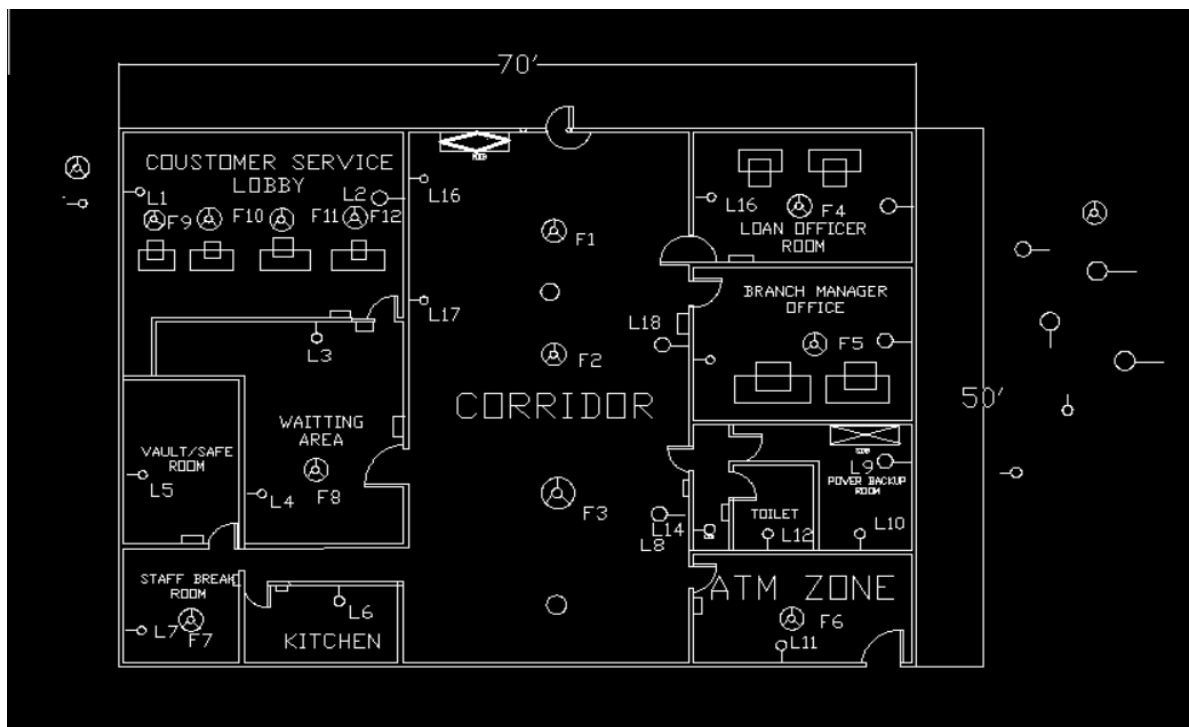 70'
COUSTOMER SERVICE
LOBBY
L1
L2
L16
F9
F10
F11
F12
F1
L16
F4
LOAN OFFICER
ROOM
BRANCH MANAGER
OFFICE
L17
L18
L3
F2
F5
CORRIDOR
50'
WAITTING
AREA
VAULT/SAFE
ROOM
L5
L4
F8
F3
L9
POWER BACKUP
ROOM
TOILET
L14
L8
L12
L10
STAFF BREAK
ROOM
L7
F7
L6
KITCHEN
ATM ZONE
F6
L11